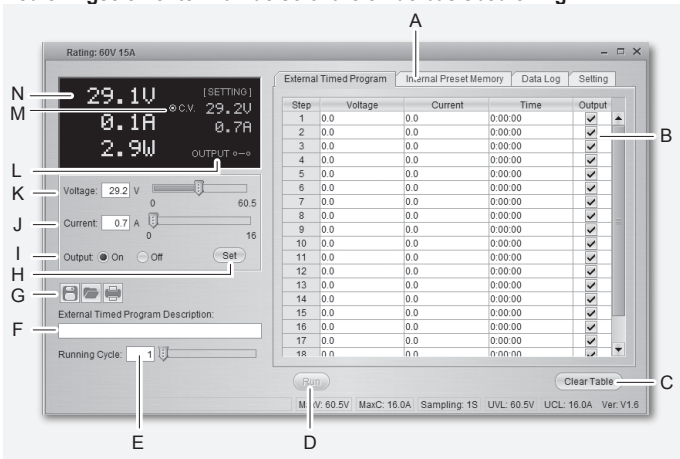 A
Rating: 60V 15A
External Timed Program Internal Preset Memory Data Log Setting
N 29.1V [SETTING]
M C.V. 29.2V
0.1A 0.7A
2.9W
L OUTPUT
Step Voltage Current Time Output
1 0.0 0.0 0:00:00
2 0.0 0.0 0:00:00
B
3 0.0 0.0 0:00:00
4 0.0 0.0 0:00:00
5 0.0 0.0 0:00:00
6 0.0 0.0 0:00:00
7 0.0 0.0 0:00:00
8 0.0 0.0 0:00:00
9 0.0 0.0 0:00:00
10 0.0 0.0 0:00:00
11 0.0 0.0 0:00:00
12 0.0 0.0 0:00:00
13 0.0 0.0 0:00:00
14 0.0 0.0 0:00:00
15 0.0 0.0 0:00:00
16 0.0 0.0 0:00:00
17 0.0 0.0 0:00:00
18 0.0 0.0 0:00:00
K Voltage: 29.2 V
0 60.5
J Current: 0.7 A
0 16
I Output: On Off Set
H
G
External Timed Program Description:
F
Running Cycle: 1
Run Clear Table C
MaxV: 60.5V MaxC: 16.0A Sampling: 1S UVL: 60.5V UCL: 16.0A Ver: V1.6
E D